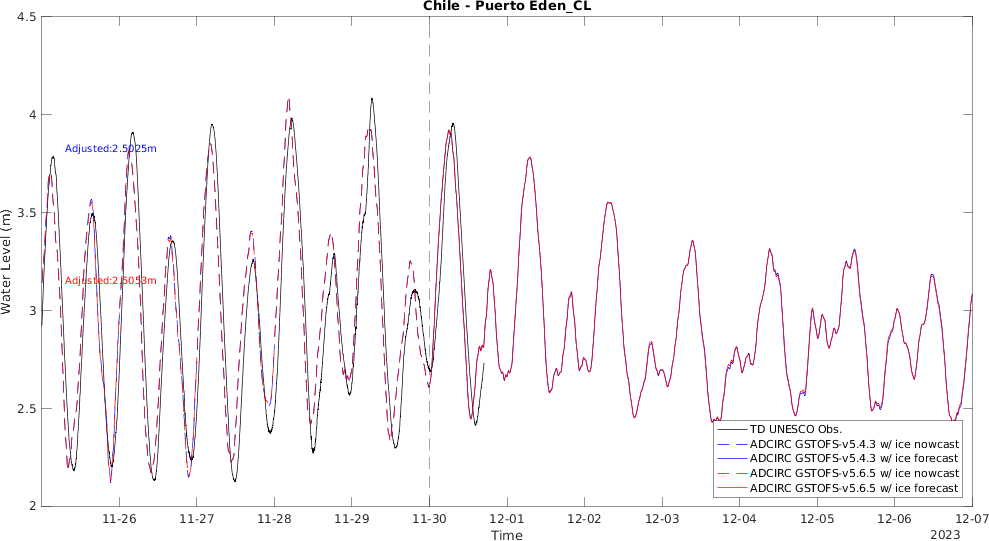 Chile - Puerto Eden_CL
4.5
4
3.5
3
2.5
2
Water Level (m)
Adjusted:2.5025m
Adjusted:2.5053m
TD UNESCO Obs.
ADCIRC GSTOFS-v5.4.3 w/ ice nowcast
ADCIRC GSTOFS-v5.4.3 w/ ice forecast
ADCIRC GSTOFS-v5.6.5 w/ ice nowcast
ADCIRC GSTOFS-v5.6.5 w/ ice forecast
11-26 11-27 11-28 11-29 11-30 12-01 12-02 12-03 12-04 12-05 12-06 12-07
Time
2023